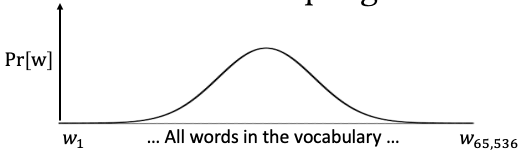 Pr[w]
w₁ ... All words in the vocabulary ... w₆₅,₅₃₆